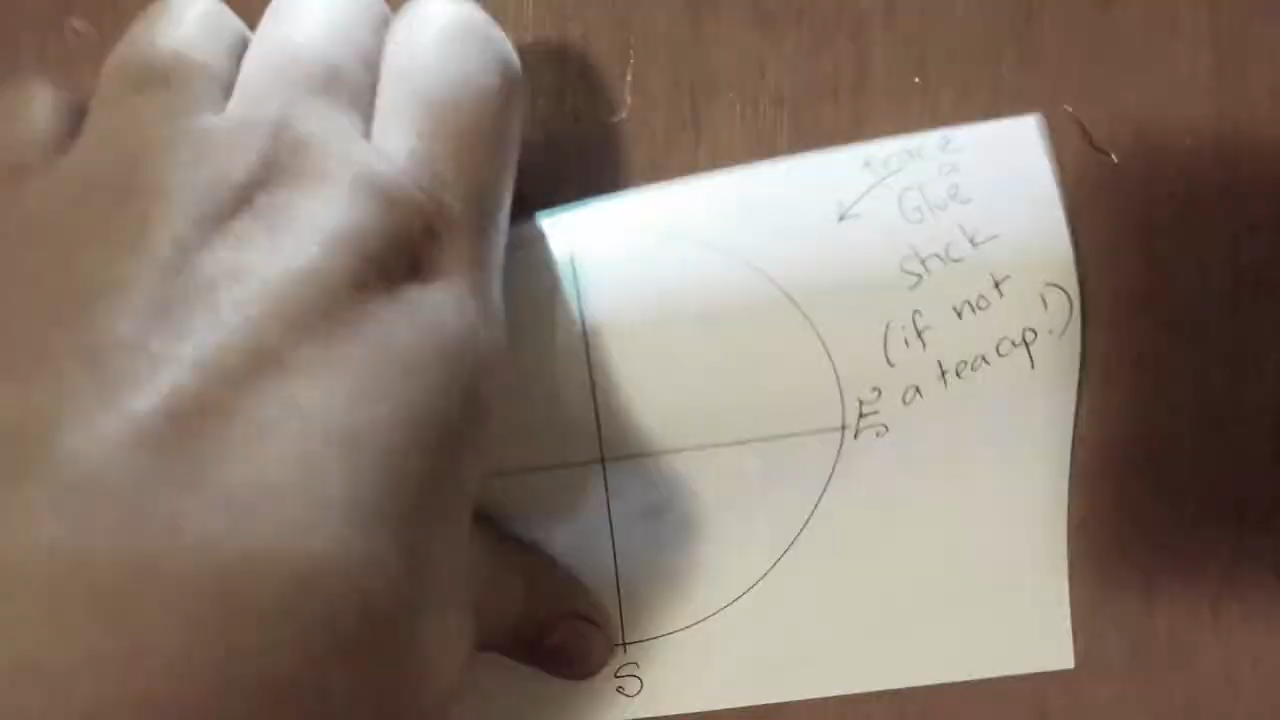 trace
a
Glue
stick
(if not
a teacup!)
E
S